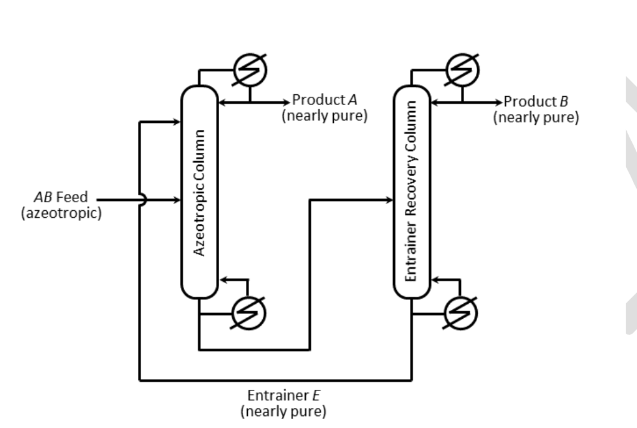 Product A
(nearly pure)
Product B
(nearly pure)
Azeotropic Column
Entrainer Recovery Column
AB Feed
(azeotropic)
Entrainer E
(nearly pure)